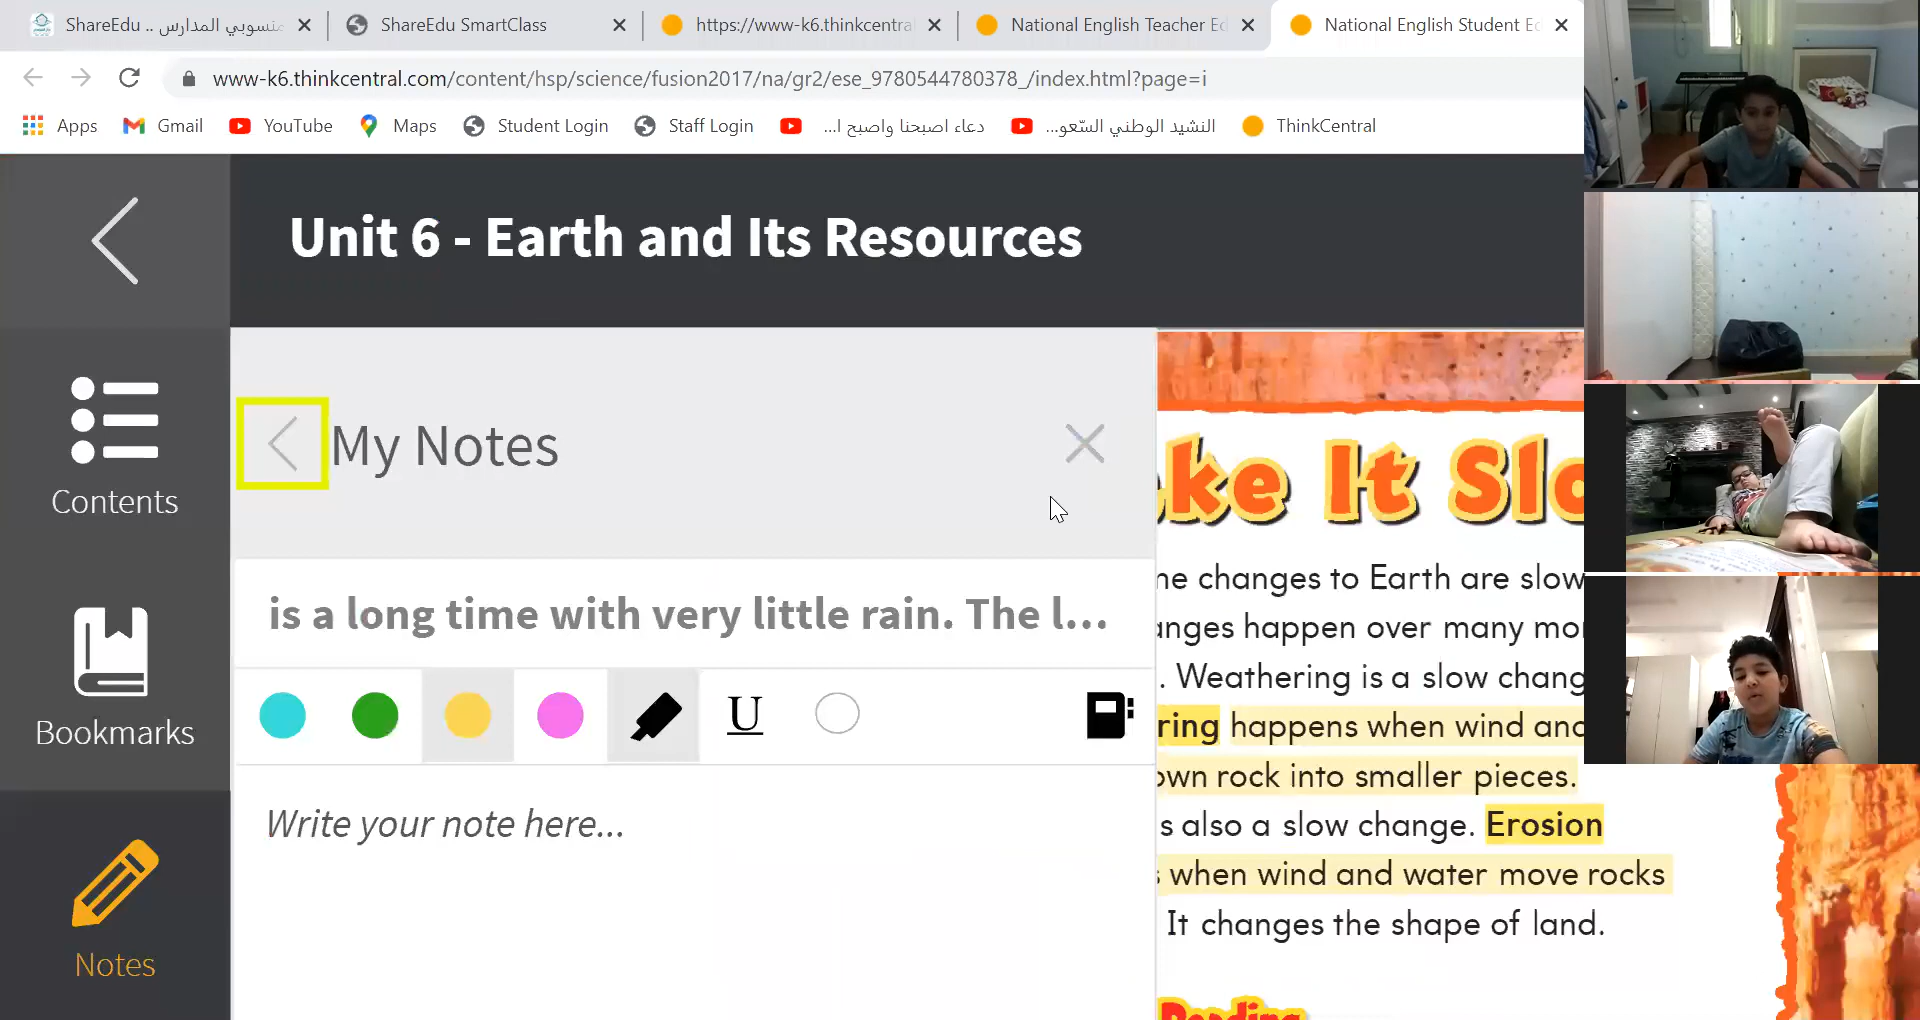 ShareEdu .. منسوبي المدارس
ShareEdu SmartClass
https://www-k6.thinkcentra
National English Teacher Ed
National English Student Ed
www-k6.thinkcentral.com/content/hsp/science/fusion2017/na/gr2/ese_9780544780378_/index.html?page=i
Apps
Gmail
YouTube
Maps
Student Login
Staff Login
دعاء اصبحنا واصبح ا...
النشيد الوطني السّعو...
ThinkCentral
Unit 6 - Earth and Its Resources
Contents
Bookmarks
Notes
My Notes
is a long time with very little rain. The l...
U
Write your note here...
ke It Slo
ne changes to Earth are slow
anges happen over many mo
. Weathering is a slow chang
ring happens when wind and
own rock into smaller pieces.
s also a slow change. Erosion
s when wind and water move rocks
It changes the shape of land.
Reading